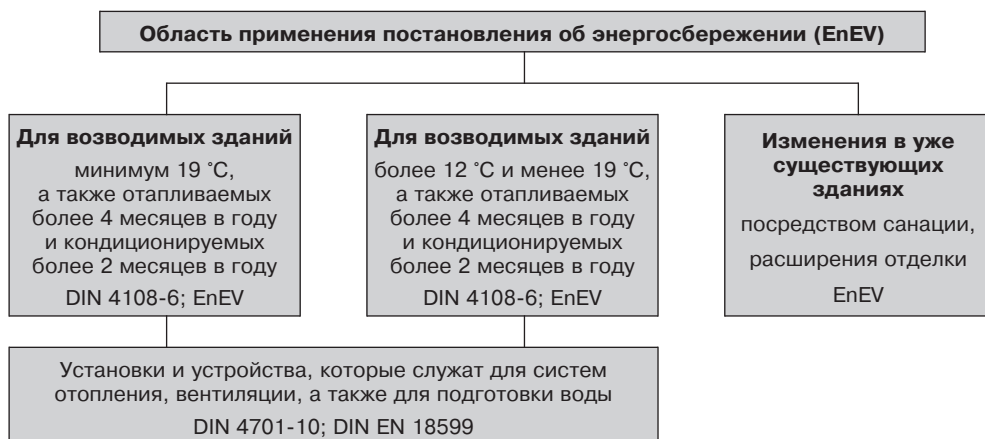 Область применения постановления об энергосбережении (EnEV)
Для возводимых зданий
минимум 19 ˚С,
а также отапливаемых
более 4 месяцев в году
и кондиционируемых
более 2 месяцев в году
DIN 4108-6; EnEV
Для возводимых зданий
более 12 ˚С и менее 19 ˚С,
а также отапливаемых
более 4 месяцев в году
и кондиционируемых
более 2 месяцев в году
DIN 4108-6; EnEV
Изменения в уже
существующих
зданиях
посредством санации,
расширения отделки
EnEV
Установки и устройства, которые служат для систем
отопления, вентиляции, а также для подготовки воды
DIN 4701-10; DIN EN 18599